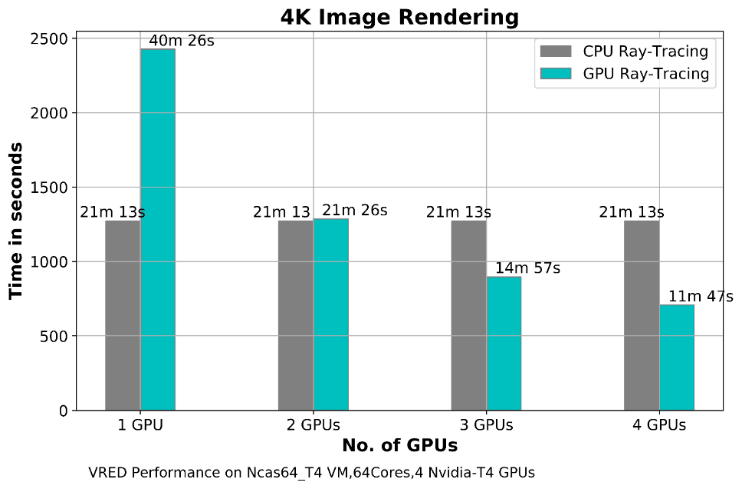 4K Image Rendering
CPU Ray-Tracing
GPU Ray-Tracing
Time in seconds
2500
2000
1500
1000
500
0
40m 26s
21m 13s
21m 13
21m 26s
21m 13s
14m 57s
21m 13s
11m 47s
1 GPU
2 GPUs
3 GPUs
4 GPUs
No. of GPUs
VRED Performance on Ncas64_T4 VM,64Cores,4 Nvidia-T4 GPUs